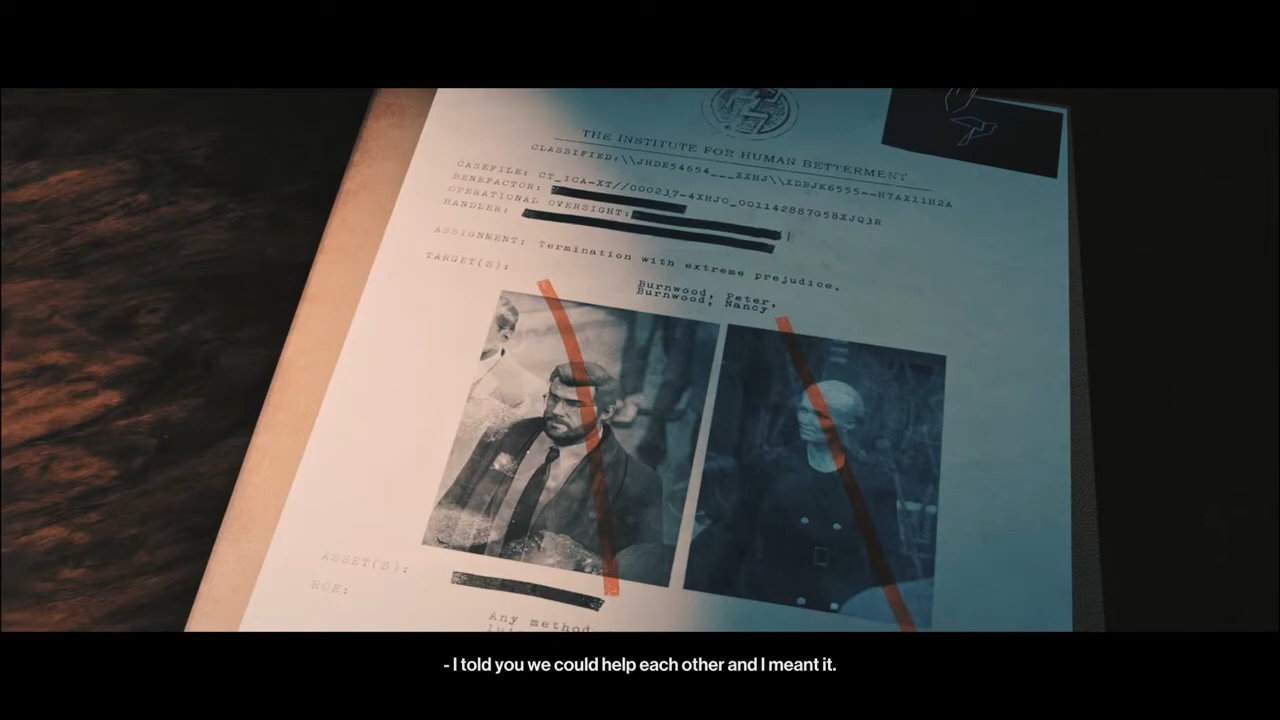 THE INSTITUTE FOR HUMAN BETTERMENT
CLASSIFIED:\\JHDE54654___XXHJ\\XDBJK6555--H7AX11H2A
CASEFILE: CT_ICA-XT//000237-4XHJO_001142887G58XJQ3R
BENEFACTOR:
OPERATIONAL OVERSIGHT:
HANDLER:
ASSIGNMENT: Termination with extreme prejudice.
TARGET(S):
Burnwood, Peter,
Burnwood, Nancy
ASSET(S):
ROE:
Any method
- I told you we could help each other and I meant it.